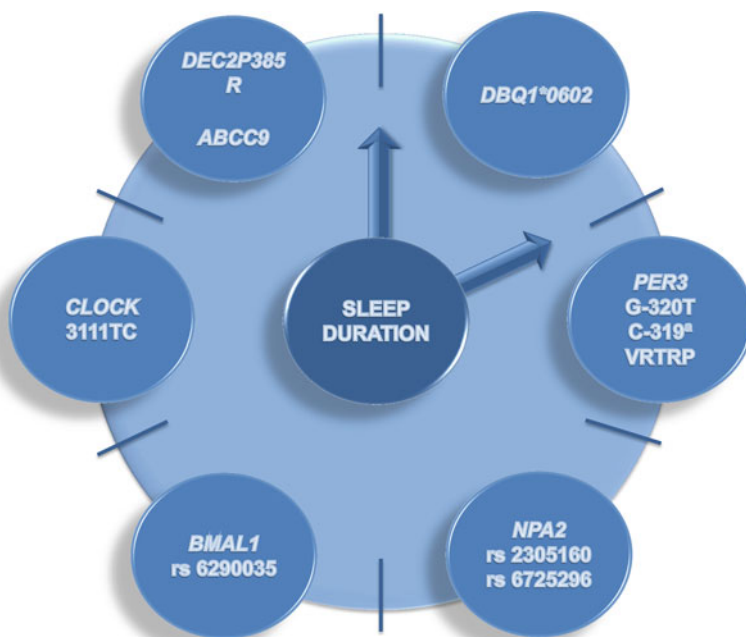 DEC2P385
R
ABCC9
DBQ1*0602
CLOCK
3111TC
SLEEP
DURATION
PER3
G-320T
C-319ª
VRTRP
BMAL1
rs 6290035
NPA2
rs 2305160
rs 6725296